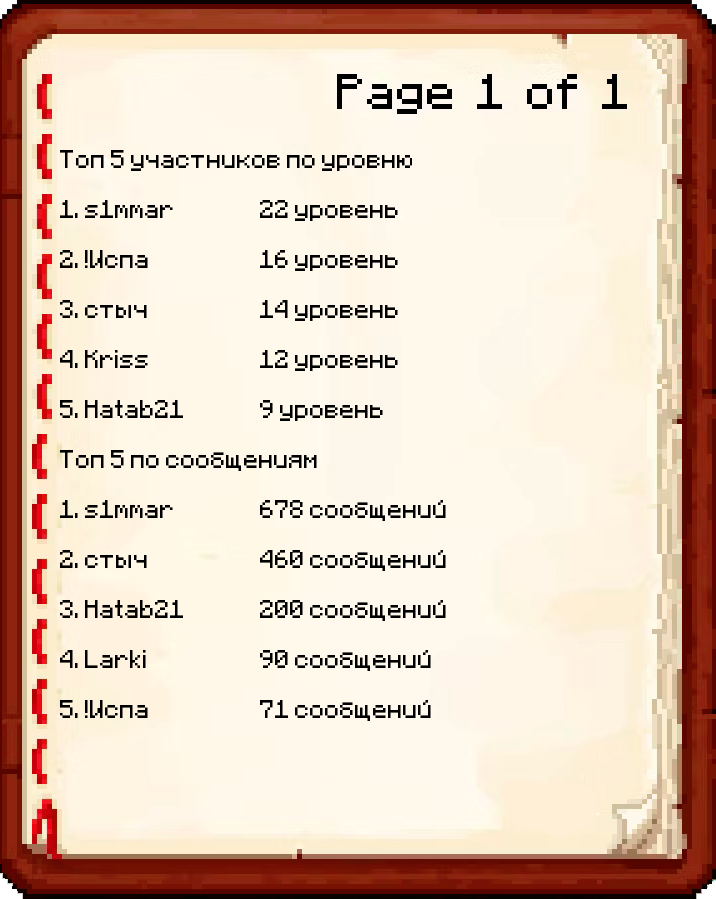 Page 1 of 1
Топ 5 участников по уровню
1. s1mmar 22 уровень
2. !Испа 16 уровень
3. стыч 14 уровень
4. Kriss 12 уровень
5. Hatab21 9 уровень
Топ 5 по сообщениям
1. s1mmar 678 сообщений
2. стыч 460 сообщений
3. Hatab21 200 сообщений
4. Larki 90 сообщений
5. !Испа 71 сообщений